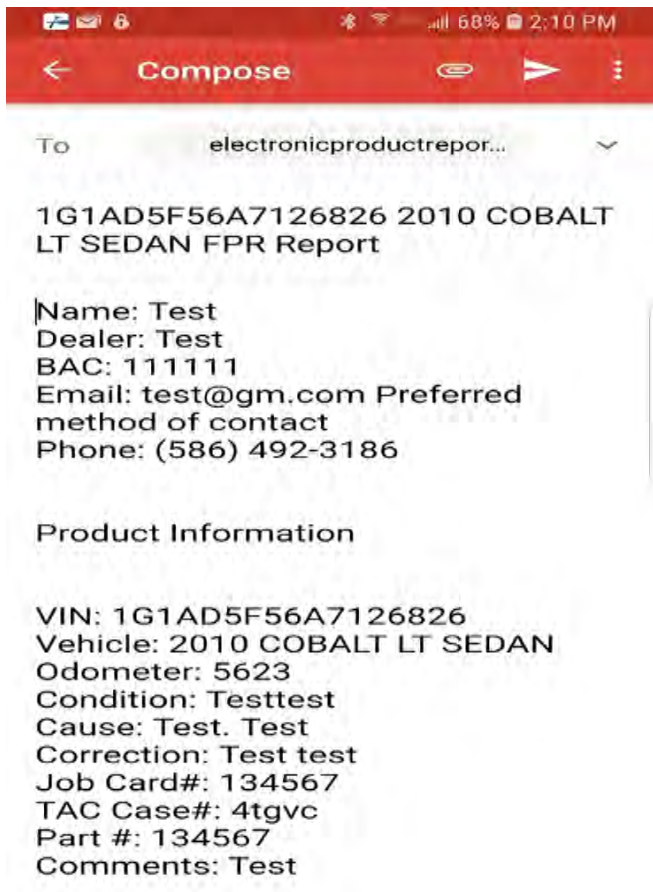 68% 2:10 PM
Compose
To electronicproductrepor...
1G1AD5F56A7126826 2010 COBALT
LT SEDAN FPR Report
Name: Test
Dealer: Test
BAC: 111111
Email: test@gm.com Preferred
method of contact
Phone: (586) 492-3186
Product Information
VIN: 1G1AD5F56A7126826
Vehicle: 2010 COBALT LT SEDAN
Odometer: 5623
Condition: Testtest
Cause: Test. Test
Correction: Test test
Job Card#: 134567
TAC Case#: 4tgvc
Part #: 134567
Comments: Test